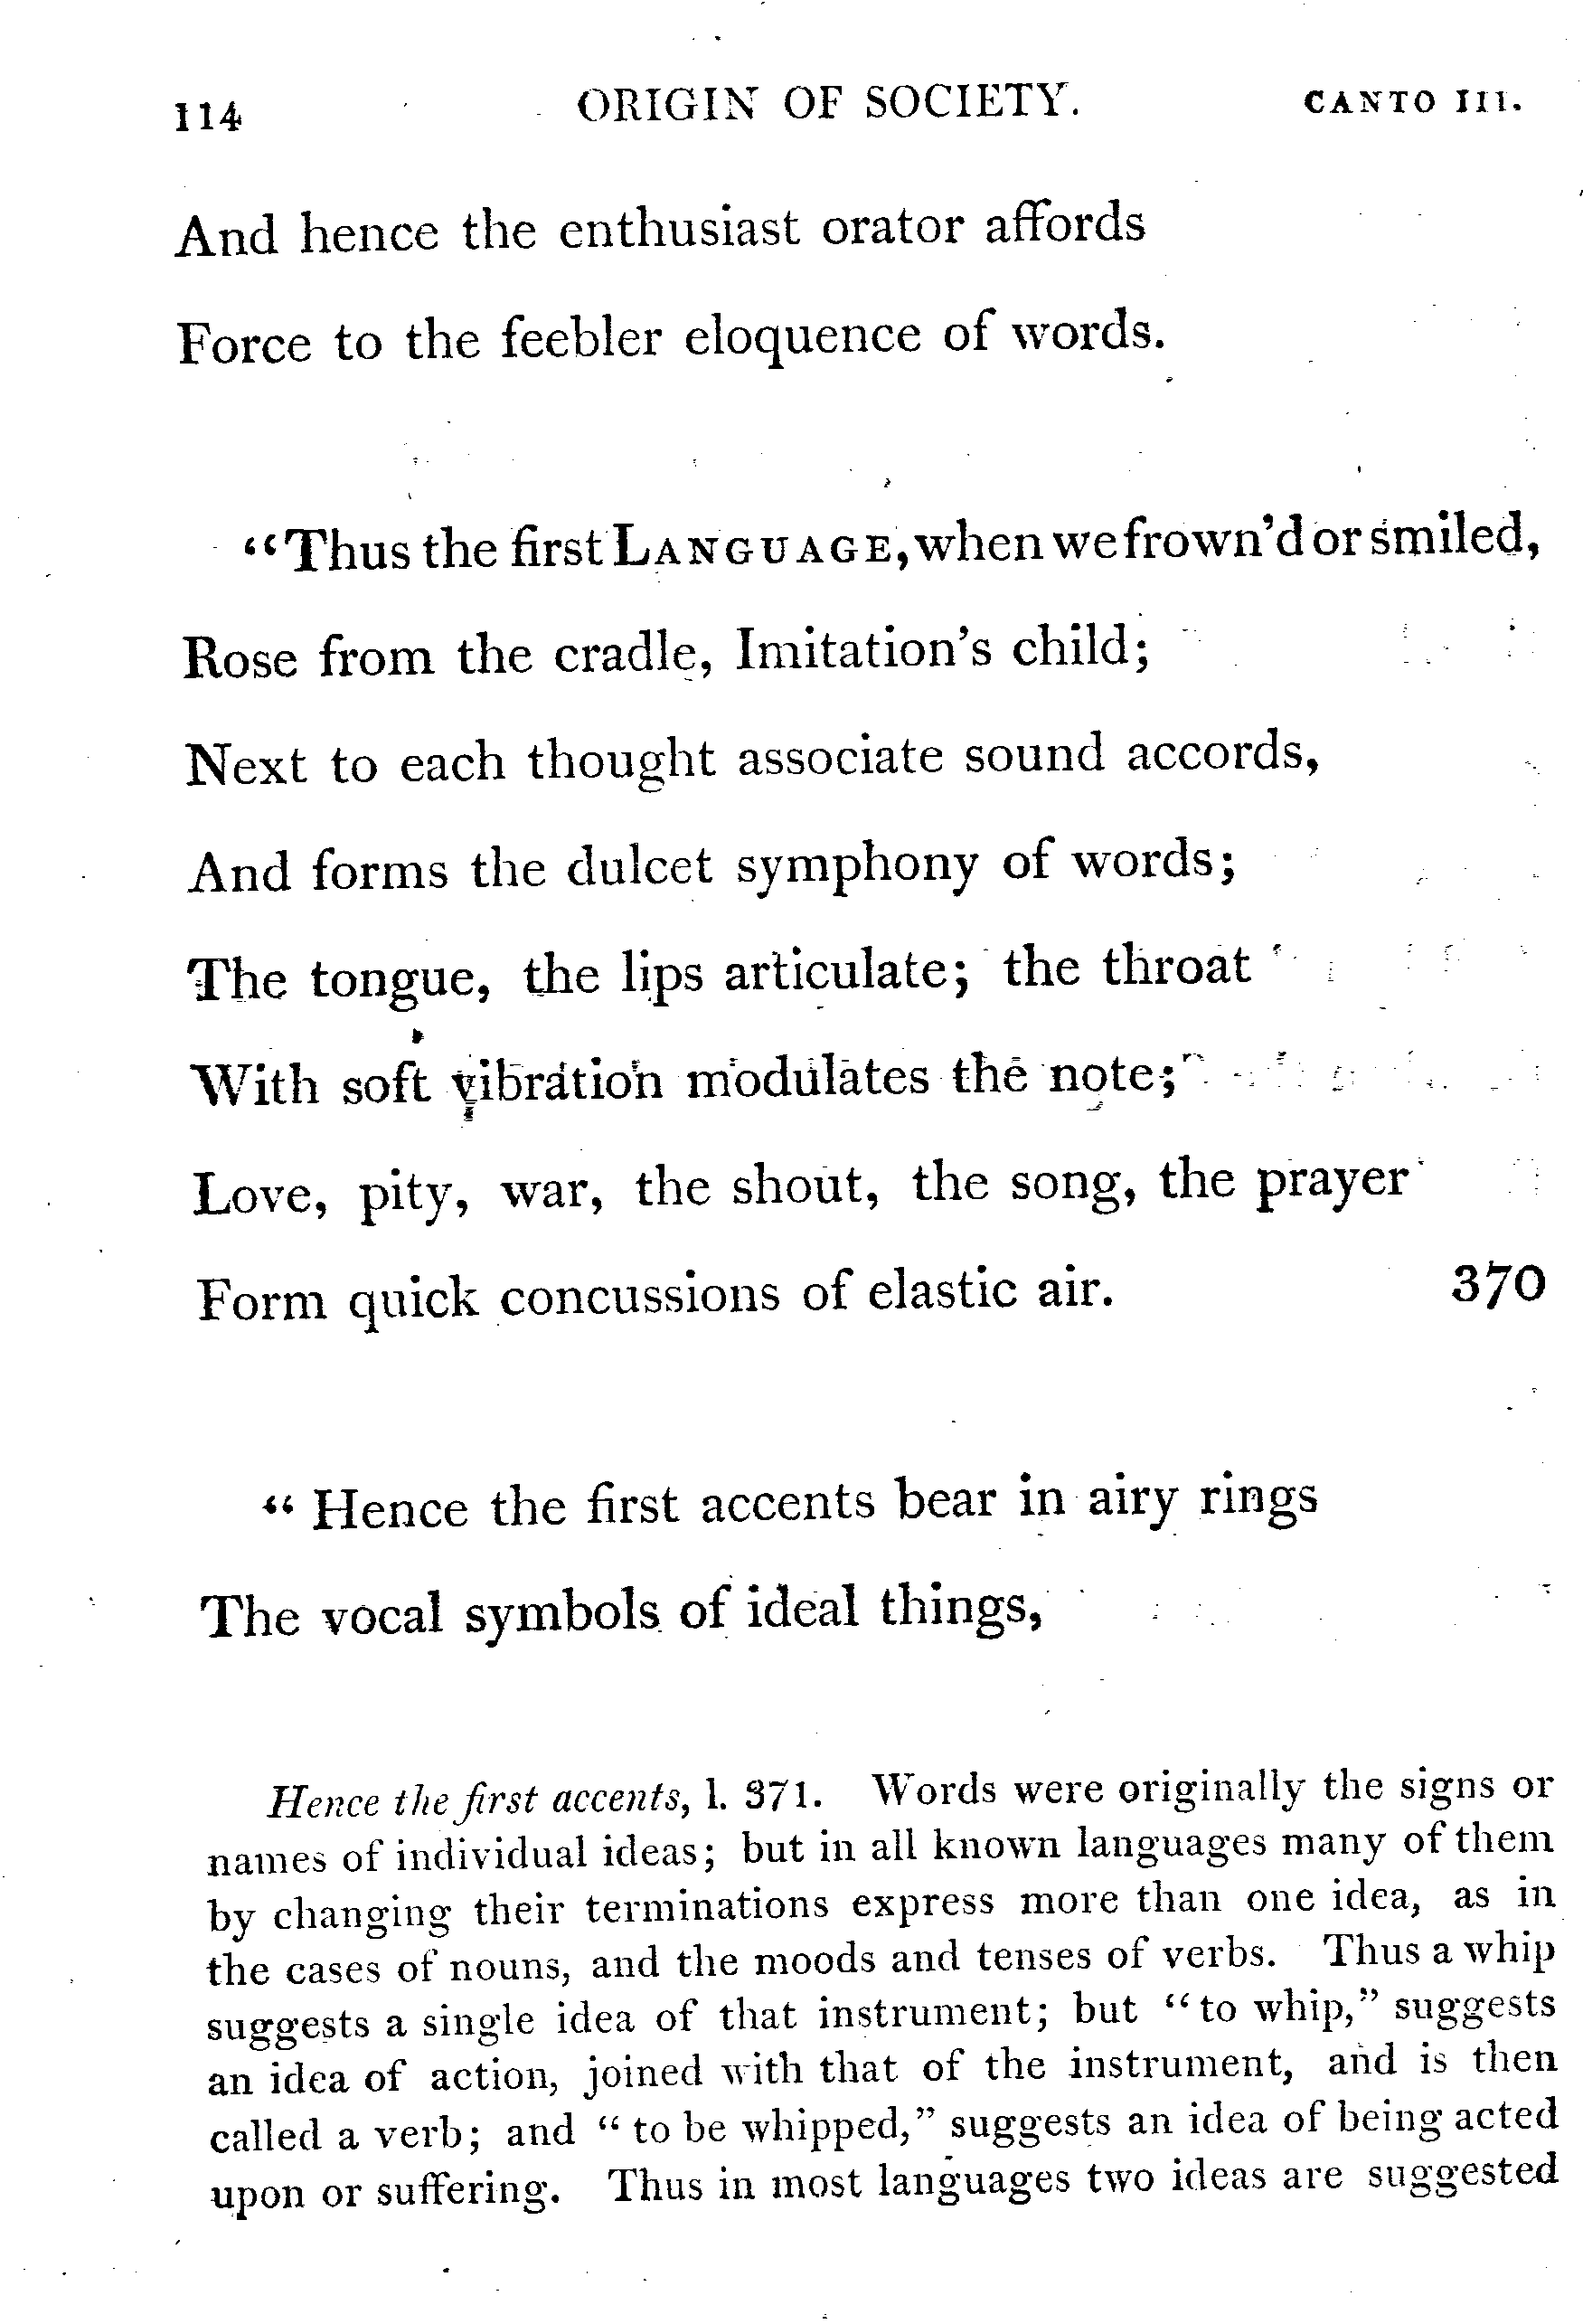 114 ORIGIN OF SOCIETY. CANTO III.
And hence the enthusiast orator affords
Force to the feebler eloquence of words.
"Thus the first LANGUAGE, when we frown'd or smiled,
Rose from the cradle, Imitation's child;
Next to each thought associate sound accords,
And forms the dulcet symphony of words;
The tongue, the lips articulate; the throat
With soft vibration modulates the note;
Love, pity, war, the shout, the song, the prayer
Form quick concussions of elastic air. 370
"Hence the first accents bear in airy rings
The vocal symbols of ideal things,
Hence the first accents, l. 371. Words were originally the signs or
names of individual ideas; but in all known languages many of them
by changing their terminations express more than one idea, as in
the cases of nouns, and the moods and tenses of verbs. Thus a whip
suggests a single idea of that instrument; but "to whip," suggests
an idea of action, joined with that of the instrument, and is then
called a verb; and "to be whipped," suggests an idea of being acted
upon or suffering. Thus in most languages two ideas are suggested